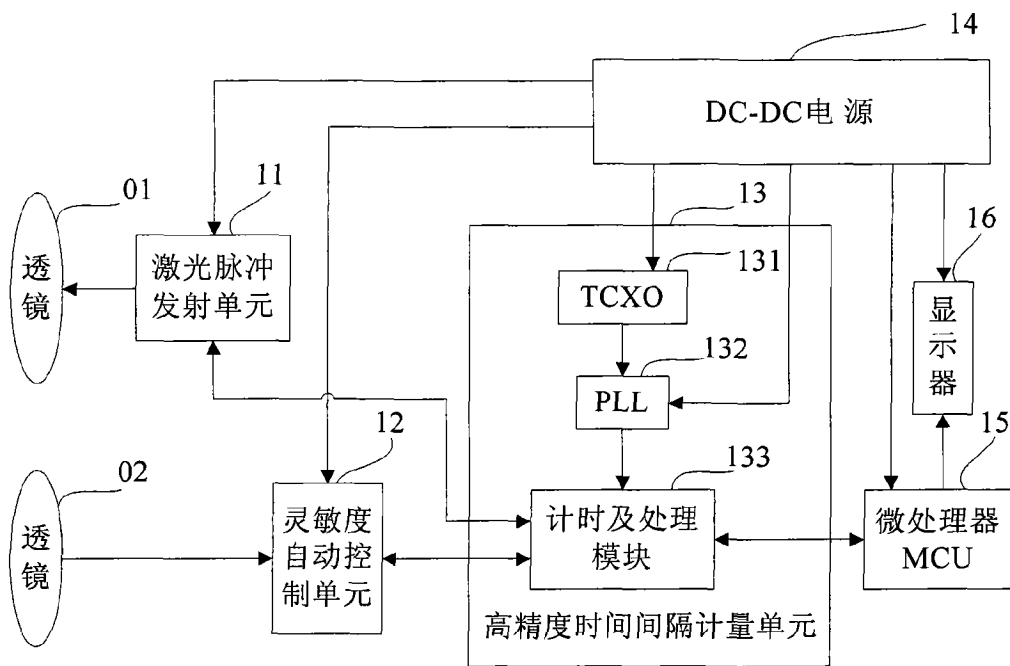 14
DC-DC电 源
01
11
13
16
透镜
激光脉冲
发射单元
131
TCXO
显示器
132
PLL
12
15
02
133
透镜
灵敏度
自动控
制单元
计时及处理
模块
微处理器
MCU
高精度时间间隔计量单元